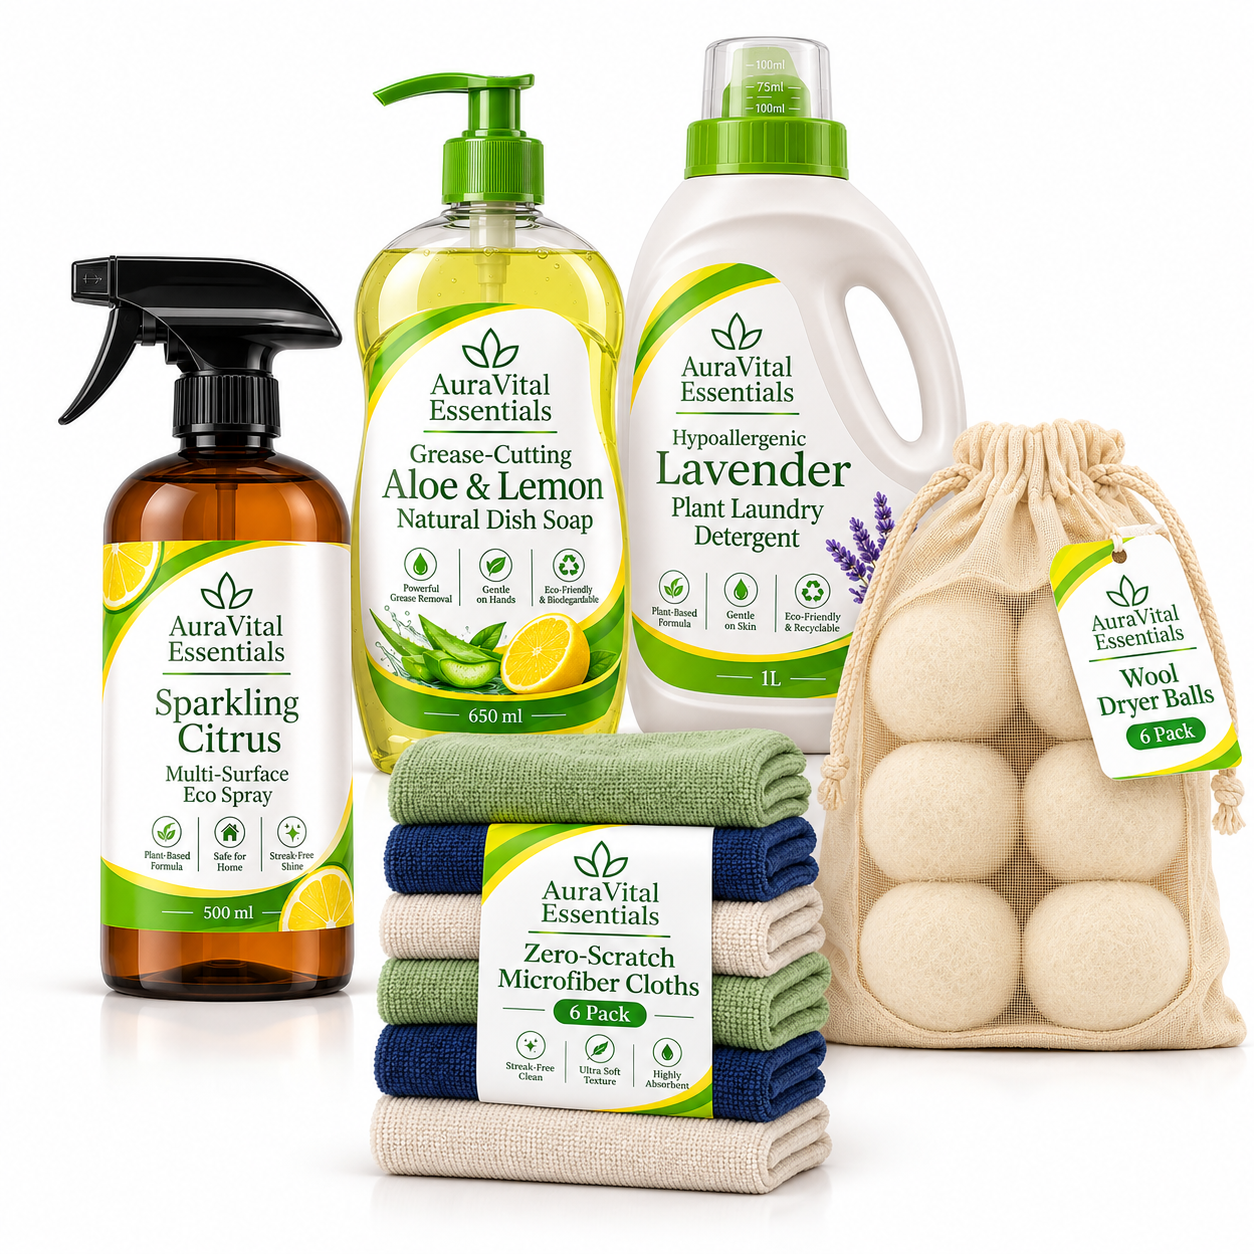 AuraVital
Essentials
Sparkling
Citrus
Multi-Surface
Eco Spray
Plant-Based
Formula
Safe for
Home
Streak-Free
Shine
500 ml
AuraVital
Essentials
Grease-Cutting
Aloe & Lemon
Natural Dish Soap
Powerful
Grease Removal
Gentle
on Hands
Eco-Friendly
& Biodegardable
650 ml
100ml
75ml
100ml
AuraVital
Essentials
Hypoallergenic
Lavender
Plant Laundry
Detergent
Plant-Based
Formula
Gentle
on Skin
Eco-Friendly
& Recyclable
1L
AuraVital
Essentials
Wool
Dryer Balls
6 Pack
AuraVital
Essentials
Zero-Scratch
Microfiber Cloths
6 Pack
Streak-Free
Clean
Ultra Soft
Texture
Highly
Absorbent